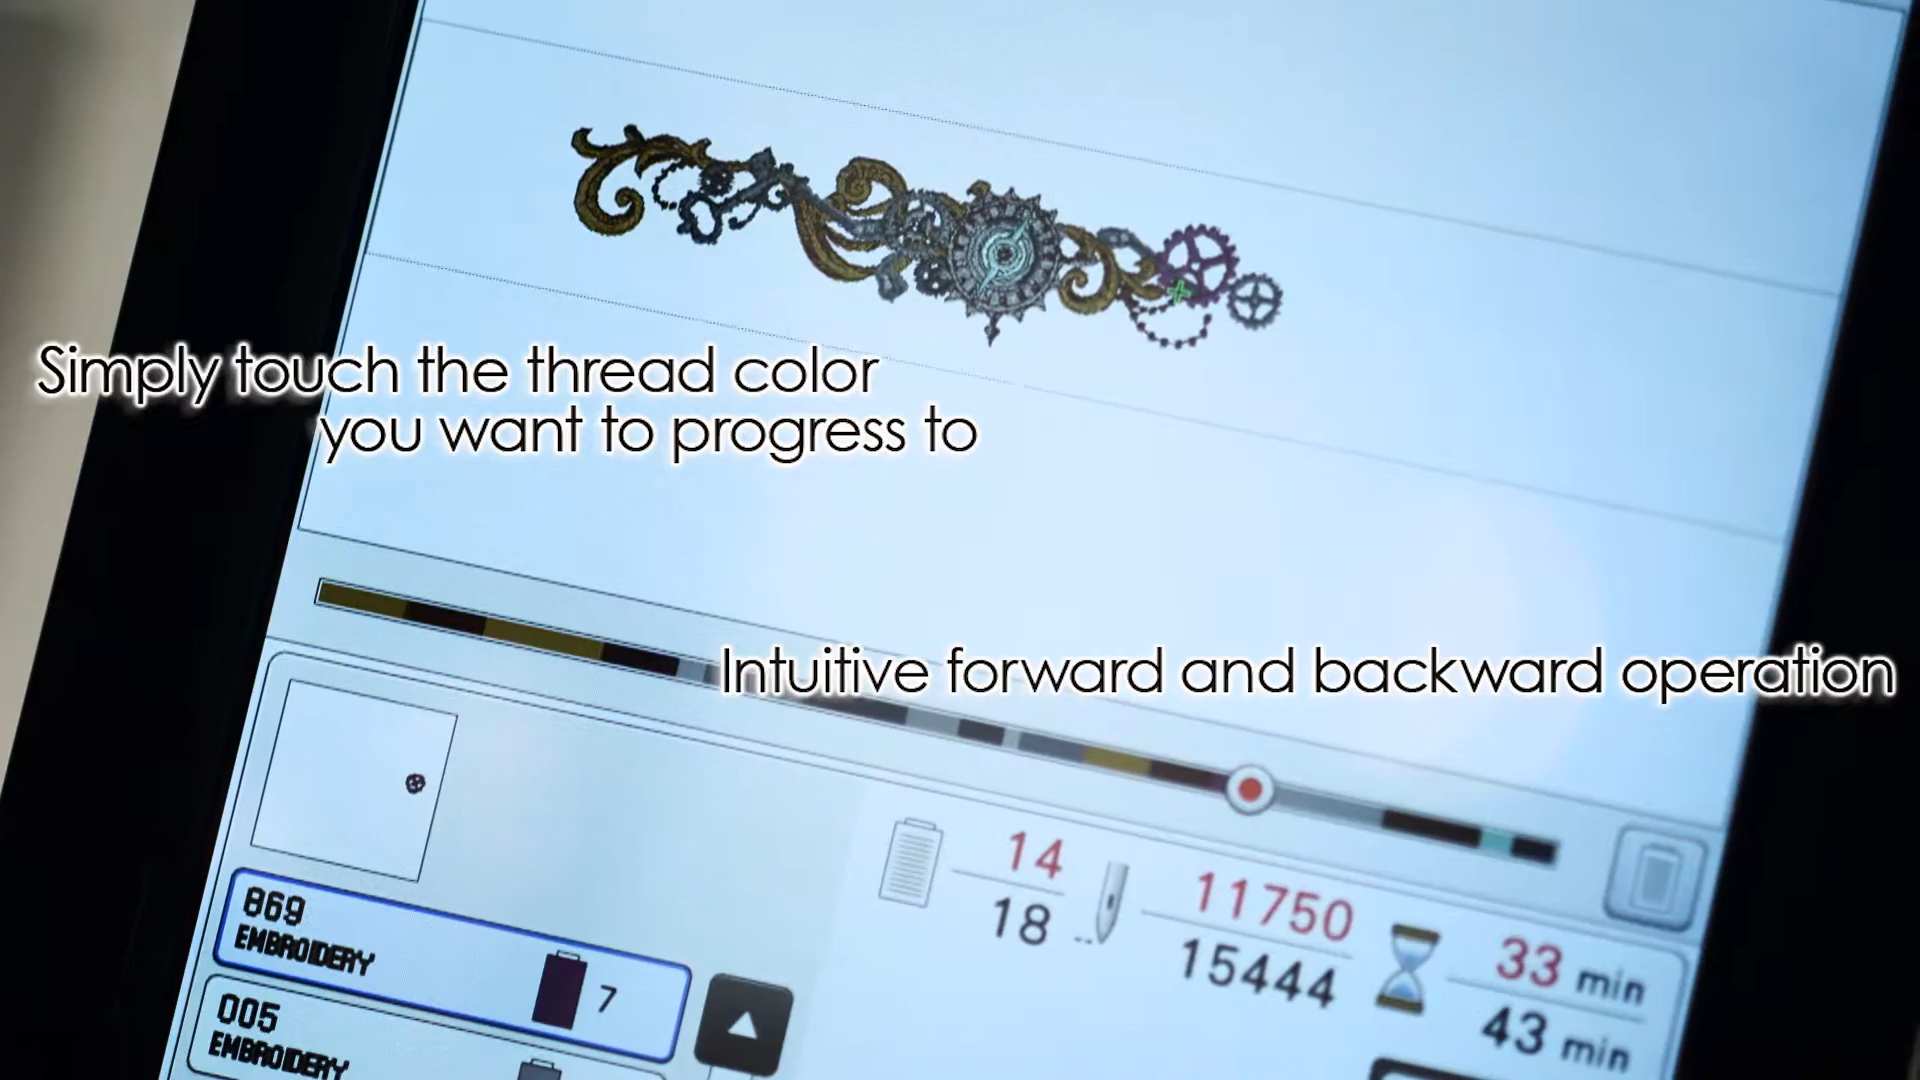 Simply touch the thread color
you want to progress to
Intuitive forward and backward operation
14
18
11750
15444
33 min
43 min
869
EMBROIDERY
7
005
EMBROIDERY